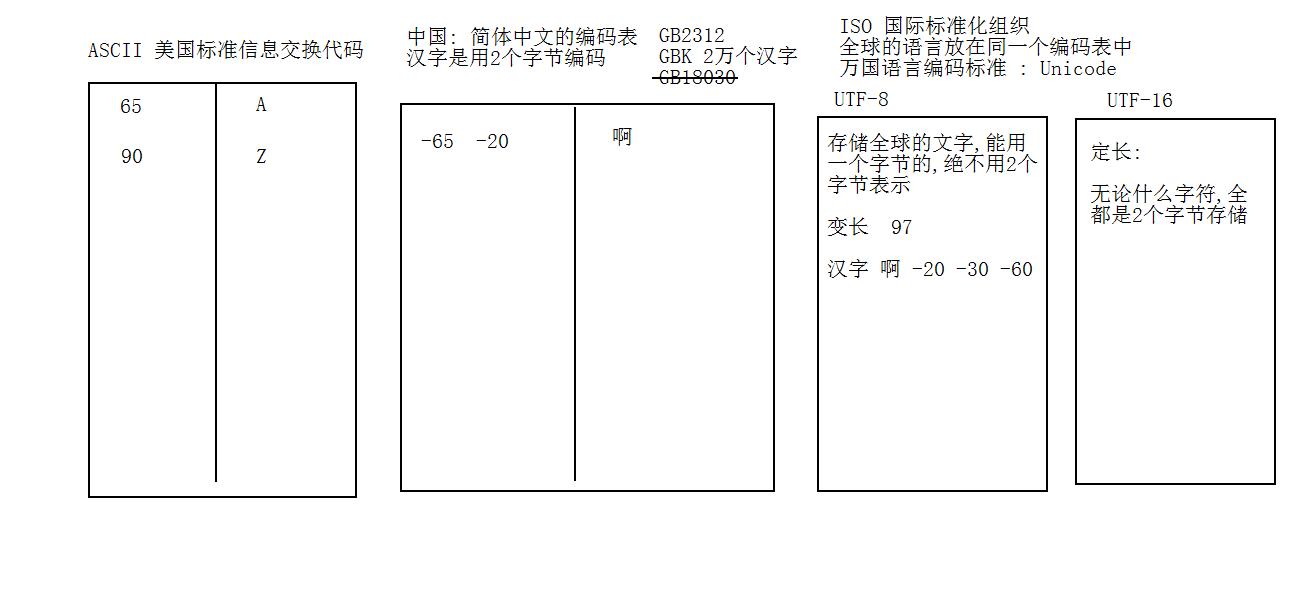 ASCII 美国标准信息交换代码
65 A
90 Z
中国: 简体中文的编码表
汉字是用2个字节编码
GB2312
GBK 2万个汉字
GB18030
-65 -20 啊
ISO 国际标准化组织
全球的语言放在同一个编码表中
万国语言编码标准 : Unicode
UTF-8
存储全球的文字,能用
一个字节的,绝不用2个
字节表示
变长 97
汉字 啊 -20 -30 -60
UTF-16
定长:
无论什么字符,全
都是2个字节存储